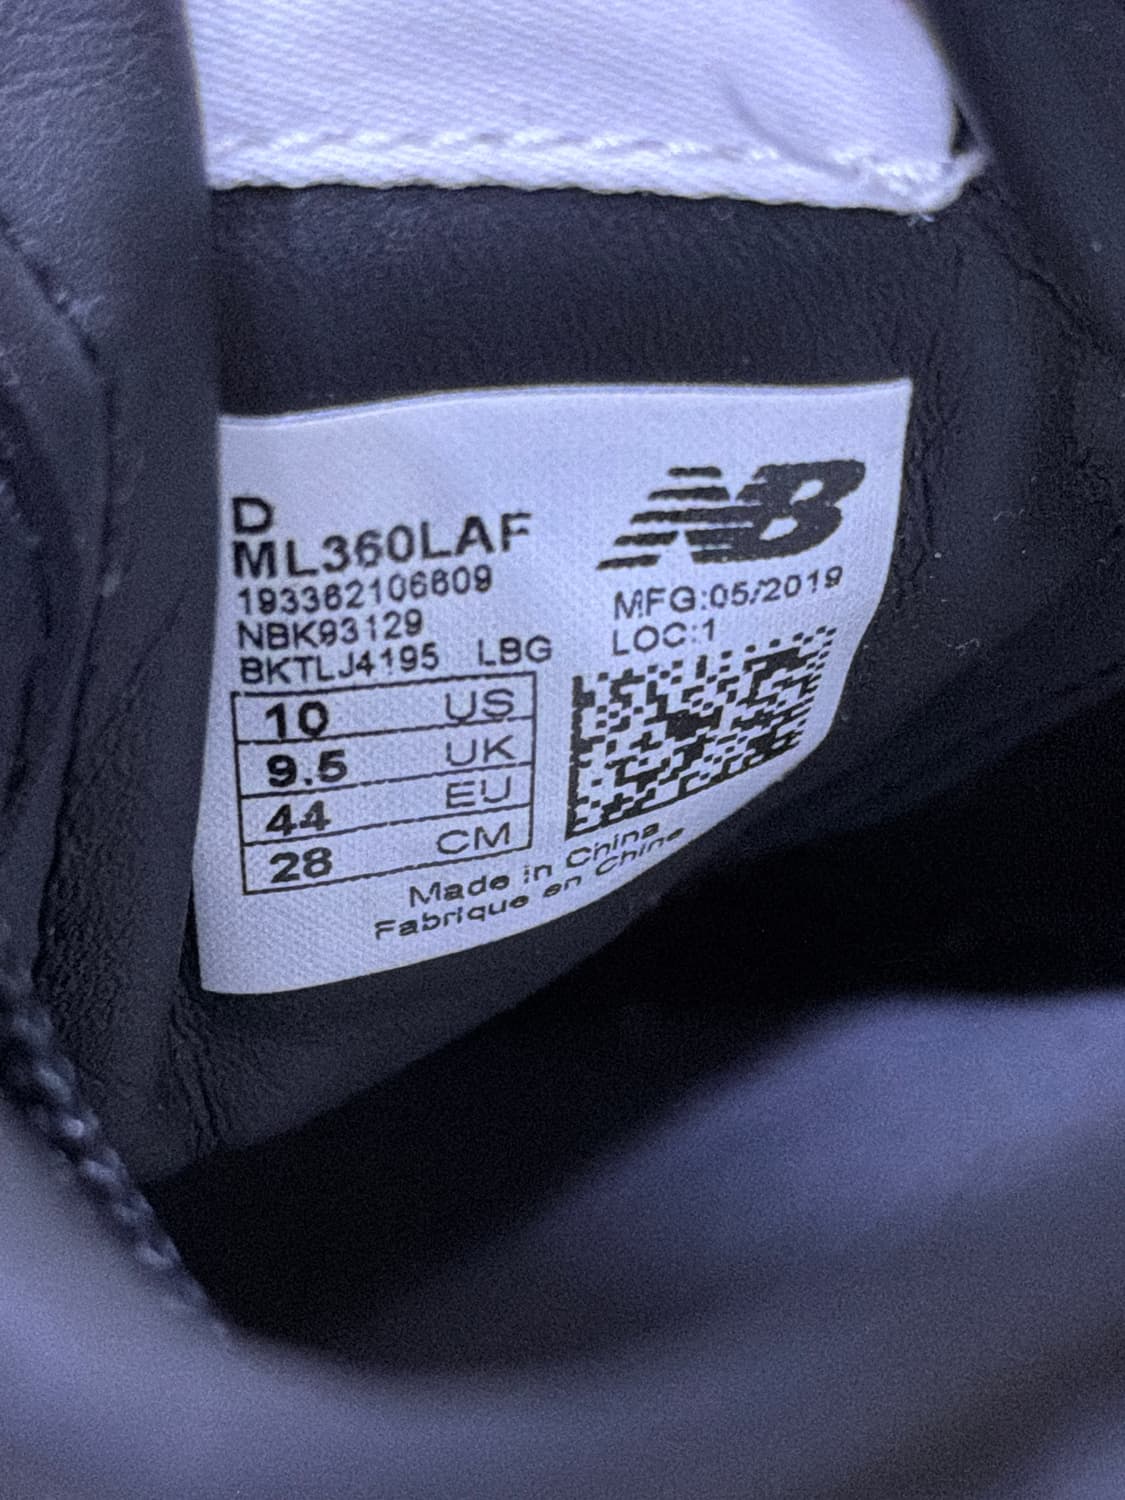 D
ML360LAF
193362106609
NBK93129
BKTLJ4195 LBG
10 US
9.5 UK
44 EU
28 CM
NB
MFG:05/2019
LOC:1
Made in China
Fabrique en Chine